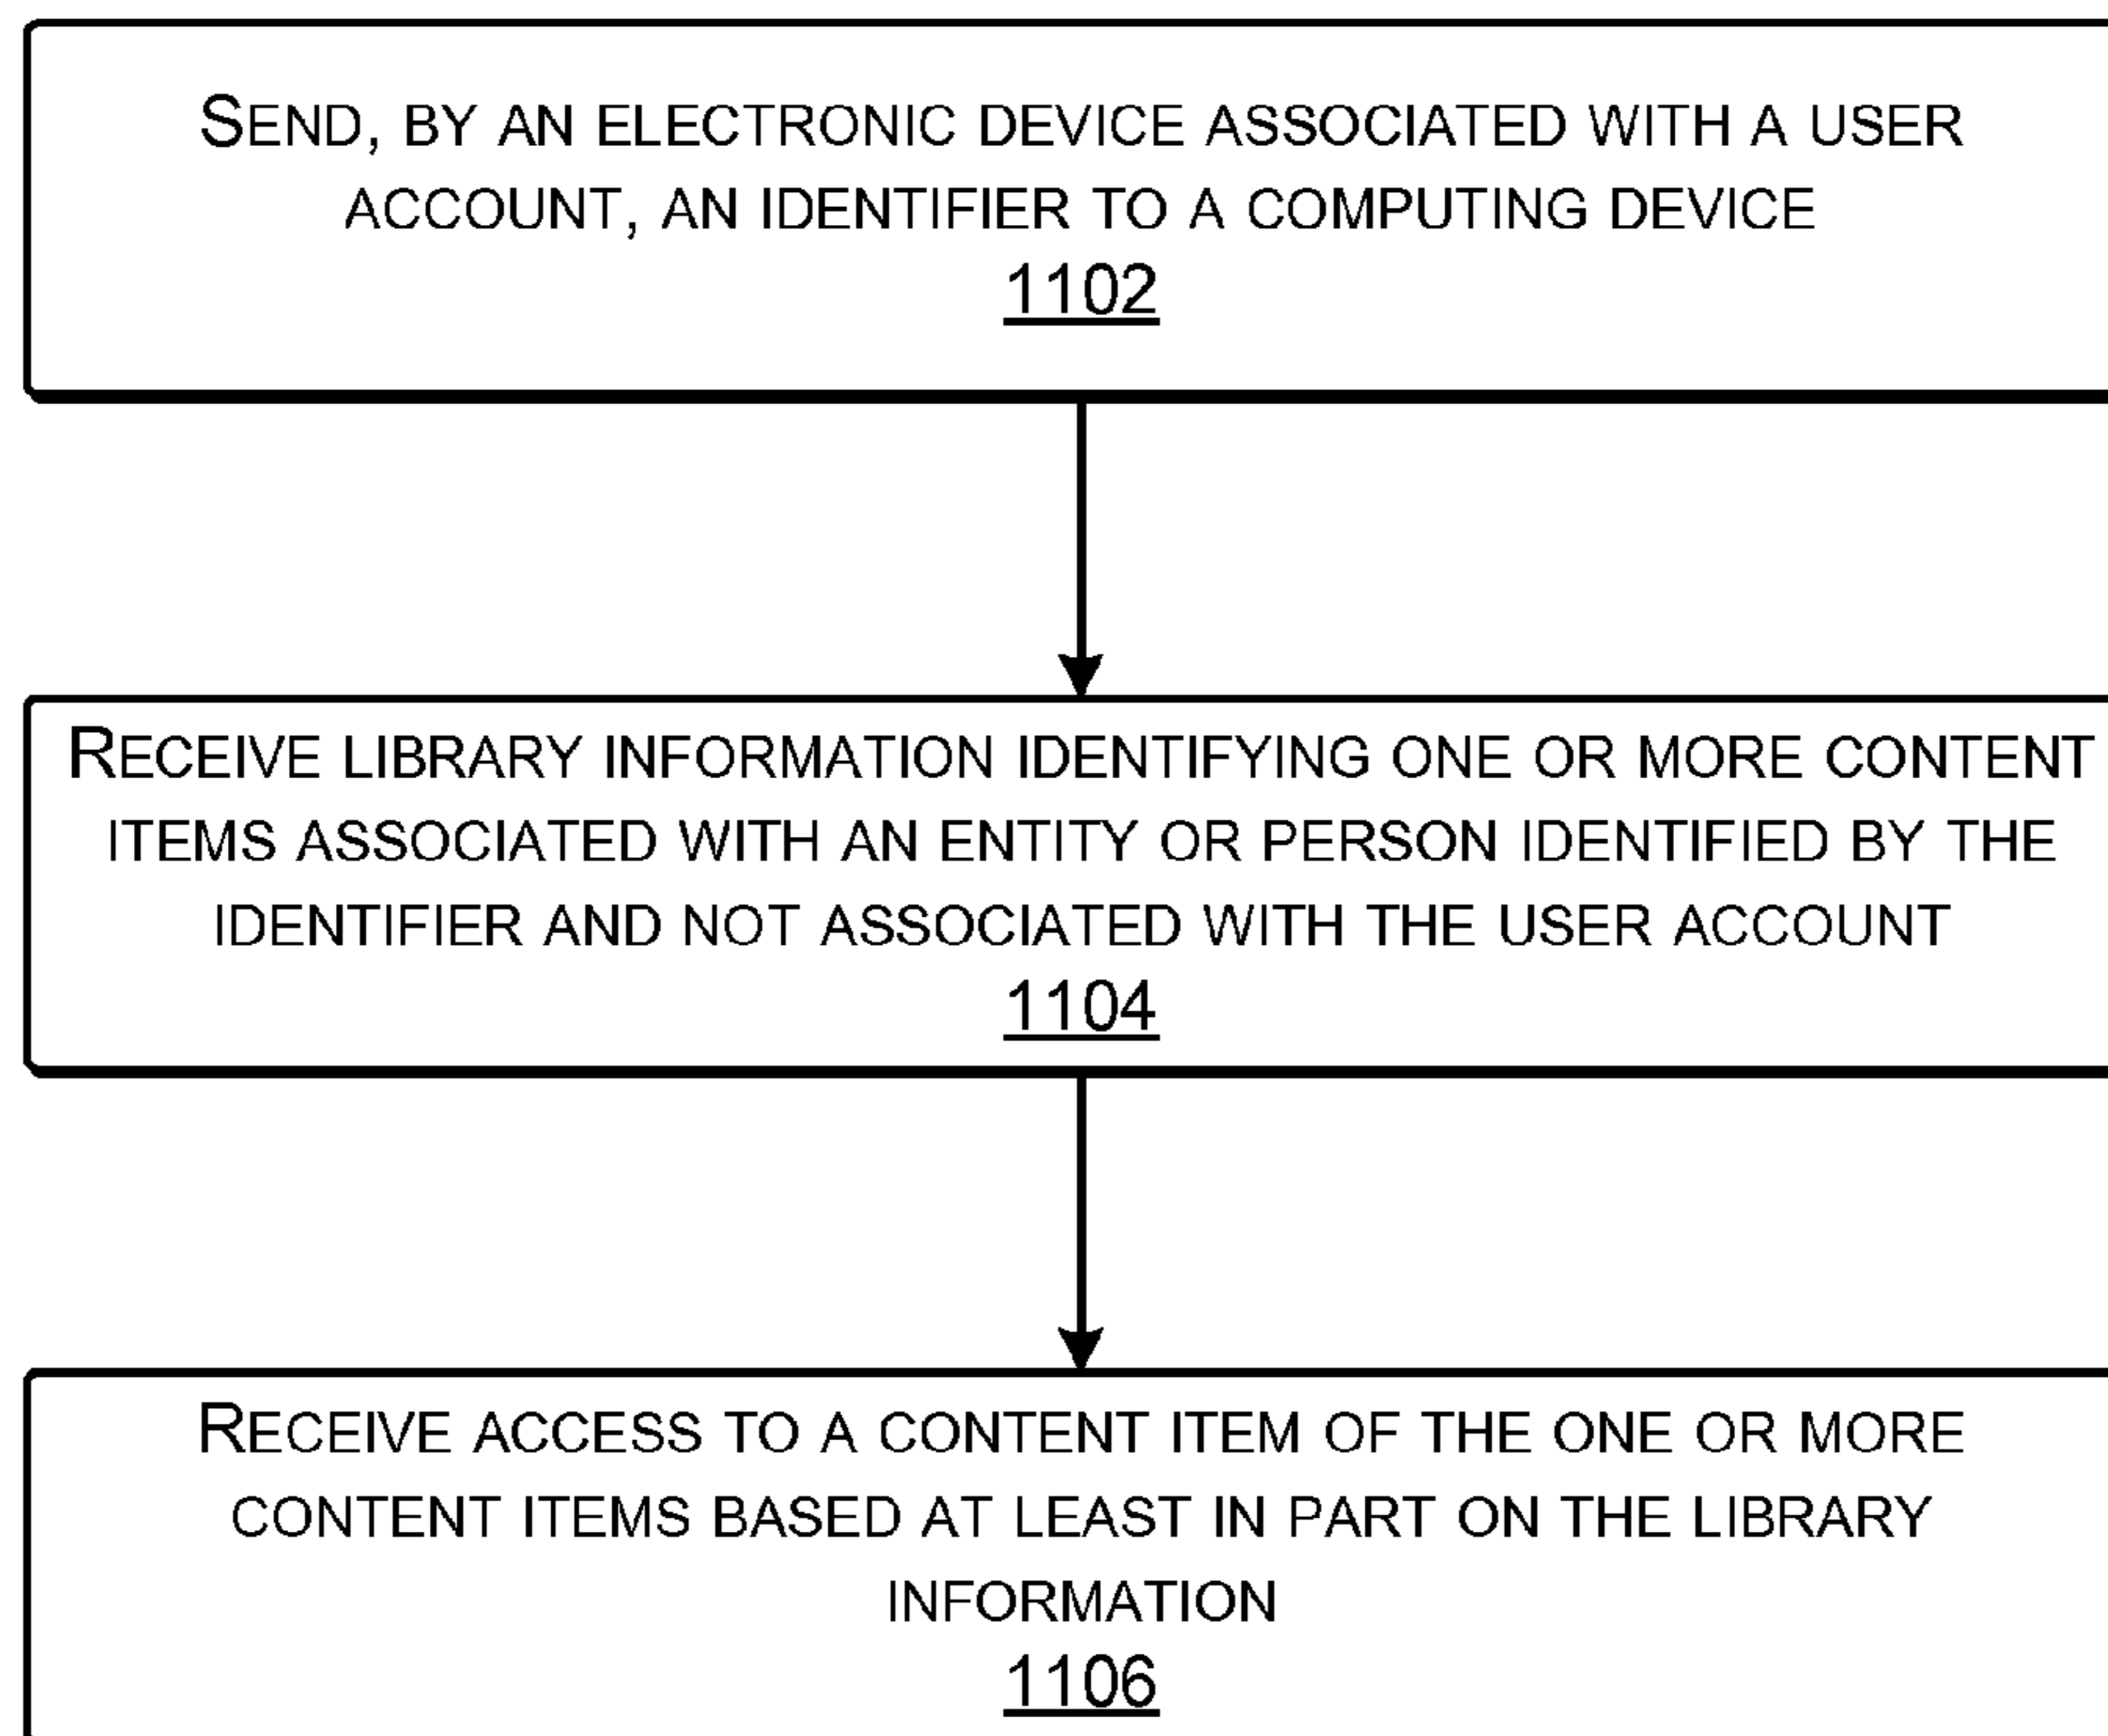 SEND, BY AN ELECTRONIC DEVICE ASSOCIATED WITH A USER
ACCOUNT, AN IDENTIFIER TO A COMPUTING DEVICE
1102
RECEIVE LIBRARY INFORMATION IDENTIFYING ONE OR MORE CONTENT
ITEMS ASSOCIATED WITH AN ENTITY OR PERSON IDENTIFIED BY THE
IDENTIFIER AND NOT ASSOCIATED WITH THE USER ACCOUNT
1104
RECEIVE ACCESS TO A CONTENT ITEM OF THE ONE OR MORE
CONTENT ITEMS BASED AT LEAST IN PART ON THE LIBRARY
INFORMATION
1106